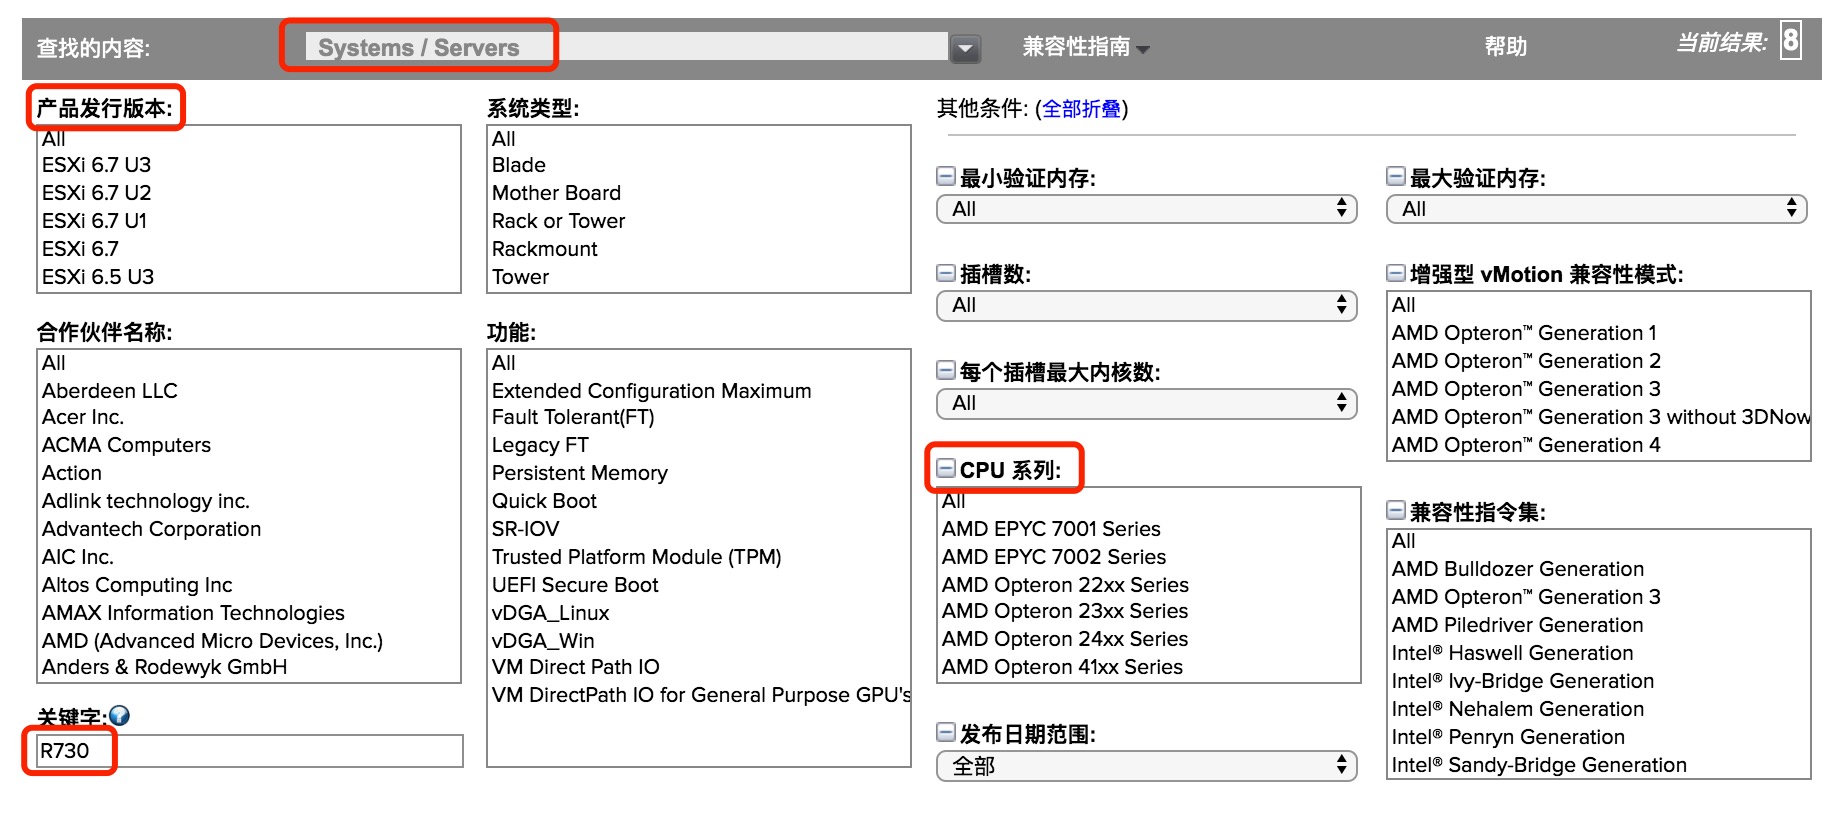 查找的内容:
Systems / Servers
兼容性指南
帮助
当前结果: 8
产品发行版本:
All
ESXi 6.7 U3
ESXi 6.7 U2
ESXi 6.7 U1
ESXi 6.7
ESXi 6.5 U3
系统类型:
All
Blade
Mother Board
Rack or Tower
Rackmount
Tower
合作伙伴名称:
All
Aberdeen LLC
Acer Inc.
ACMA Computers
Action
Adlink technology inc.
Advantech Corporation
AIC Inc.
Altos Computing Inc
AMAX Information Technologies
AMD (Advanced Micro Devices, Inc.)
Anders & Rodewyk GmbH
功能:
All
Extended Configuration Maximum
Fault Tolerant(FT)
Legacy FT
Persistent Memory
Quick Boot
SR-IOV
Trusted Platform Module (TPM)
UEFI Secure Boot
vDGA_Linux
vDGA_Win
VM Direct Path IO
VM DirectPath IO for General Purpose GPU's
关键字:
R730
其他条件: (全部折叠)
最小验证内存:
All
最大验证内存:
All
插槽数:
All
每个插槽最大内核数:
All
CPU 系列:
All
AMD EPYC 7001 Series
AMD EPYC 7002 Series
AMD Opteron 22xx Series
AMD Opteron 23xx Series
AMD Opteron 24xx Series
AMD Opteron 41xx Series
发布日期范围:
全部
增强型 vMotion 兼容性模式:
All
AMD Opteron™ Generation 1
AMD Opteron™ Generation 2
AMD Opteron™ Generation 3
AMD Opteron™ Generation 3 without 3DNow
AMD Opteron™ Generation 4
兼容性指令集:
All
AMD Bulldozer Generation
AMD Opteron™ Generation 3
AMD Piledriver Generation
Intel® Haswell Generation
Intel® Ivy-Bridge Generation
Intel® Nehalem Generation
Intel® Penryn Generation
Intel® Sandy-Bridge Generation